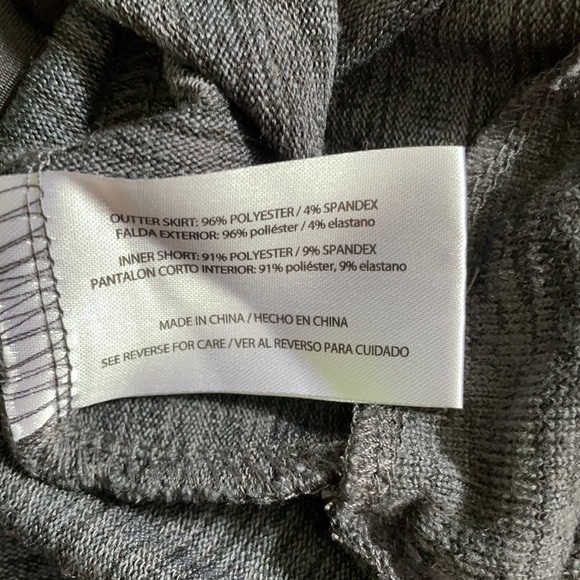 OUTTER SKIRT: 96% POLYESTER / 4% SPANDEX
FALDA EXTERIOR: 96% poliéster / 4% elastano
INNER SHORT: 91% POLYESTER / 9% SPANDEX
PANTALON CORTO INTERIOR: 91% poliéster, 9% elastano
MADE IN CHINA / HECHO EN CHINA
SEE REVERSE FOR CARE / VER AL REVERSO PARA CUIDADO